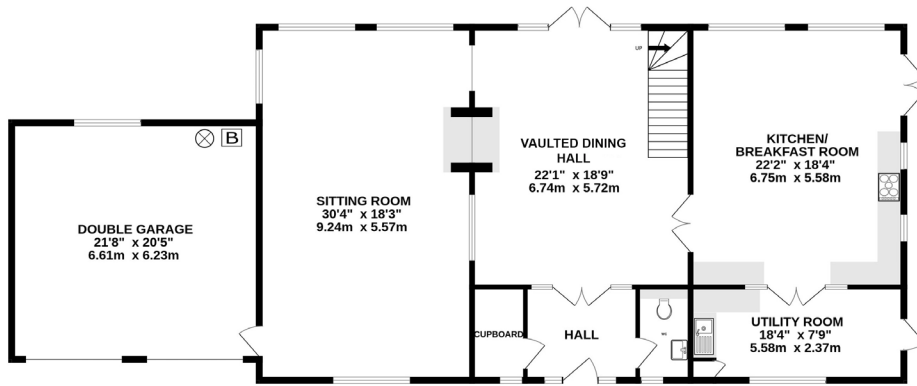 DOUBLE GARAGE
21'8" x 20'5"
6.61m x 6.23m
B
SITTING ROOM
30'4" x 18'3"
9.24m x 5.57m
UP
VAULTED DINING
HALL
22'1" x 18'9"
6.74m x 5.72m
KITCHEN/
BREAKFAST ROOM
22'2" x 18'4"
6.75m x 5.58m
CUPBOARD
HALL
WC
UTILITY ROOM
18'4" x 7'9"
5.58m x 2.37m